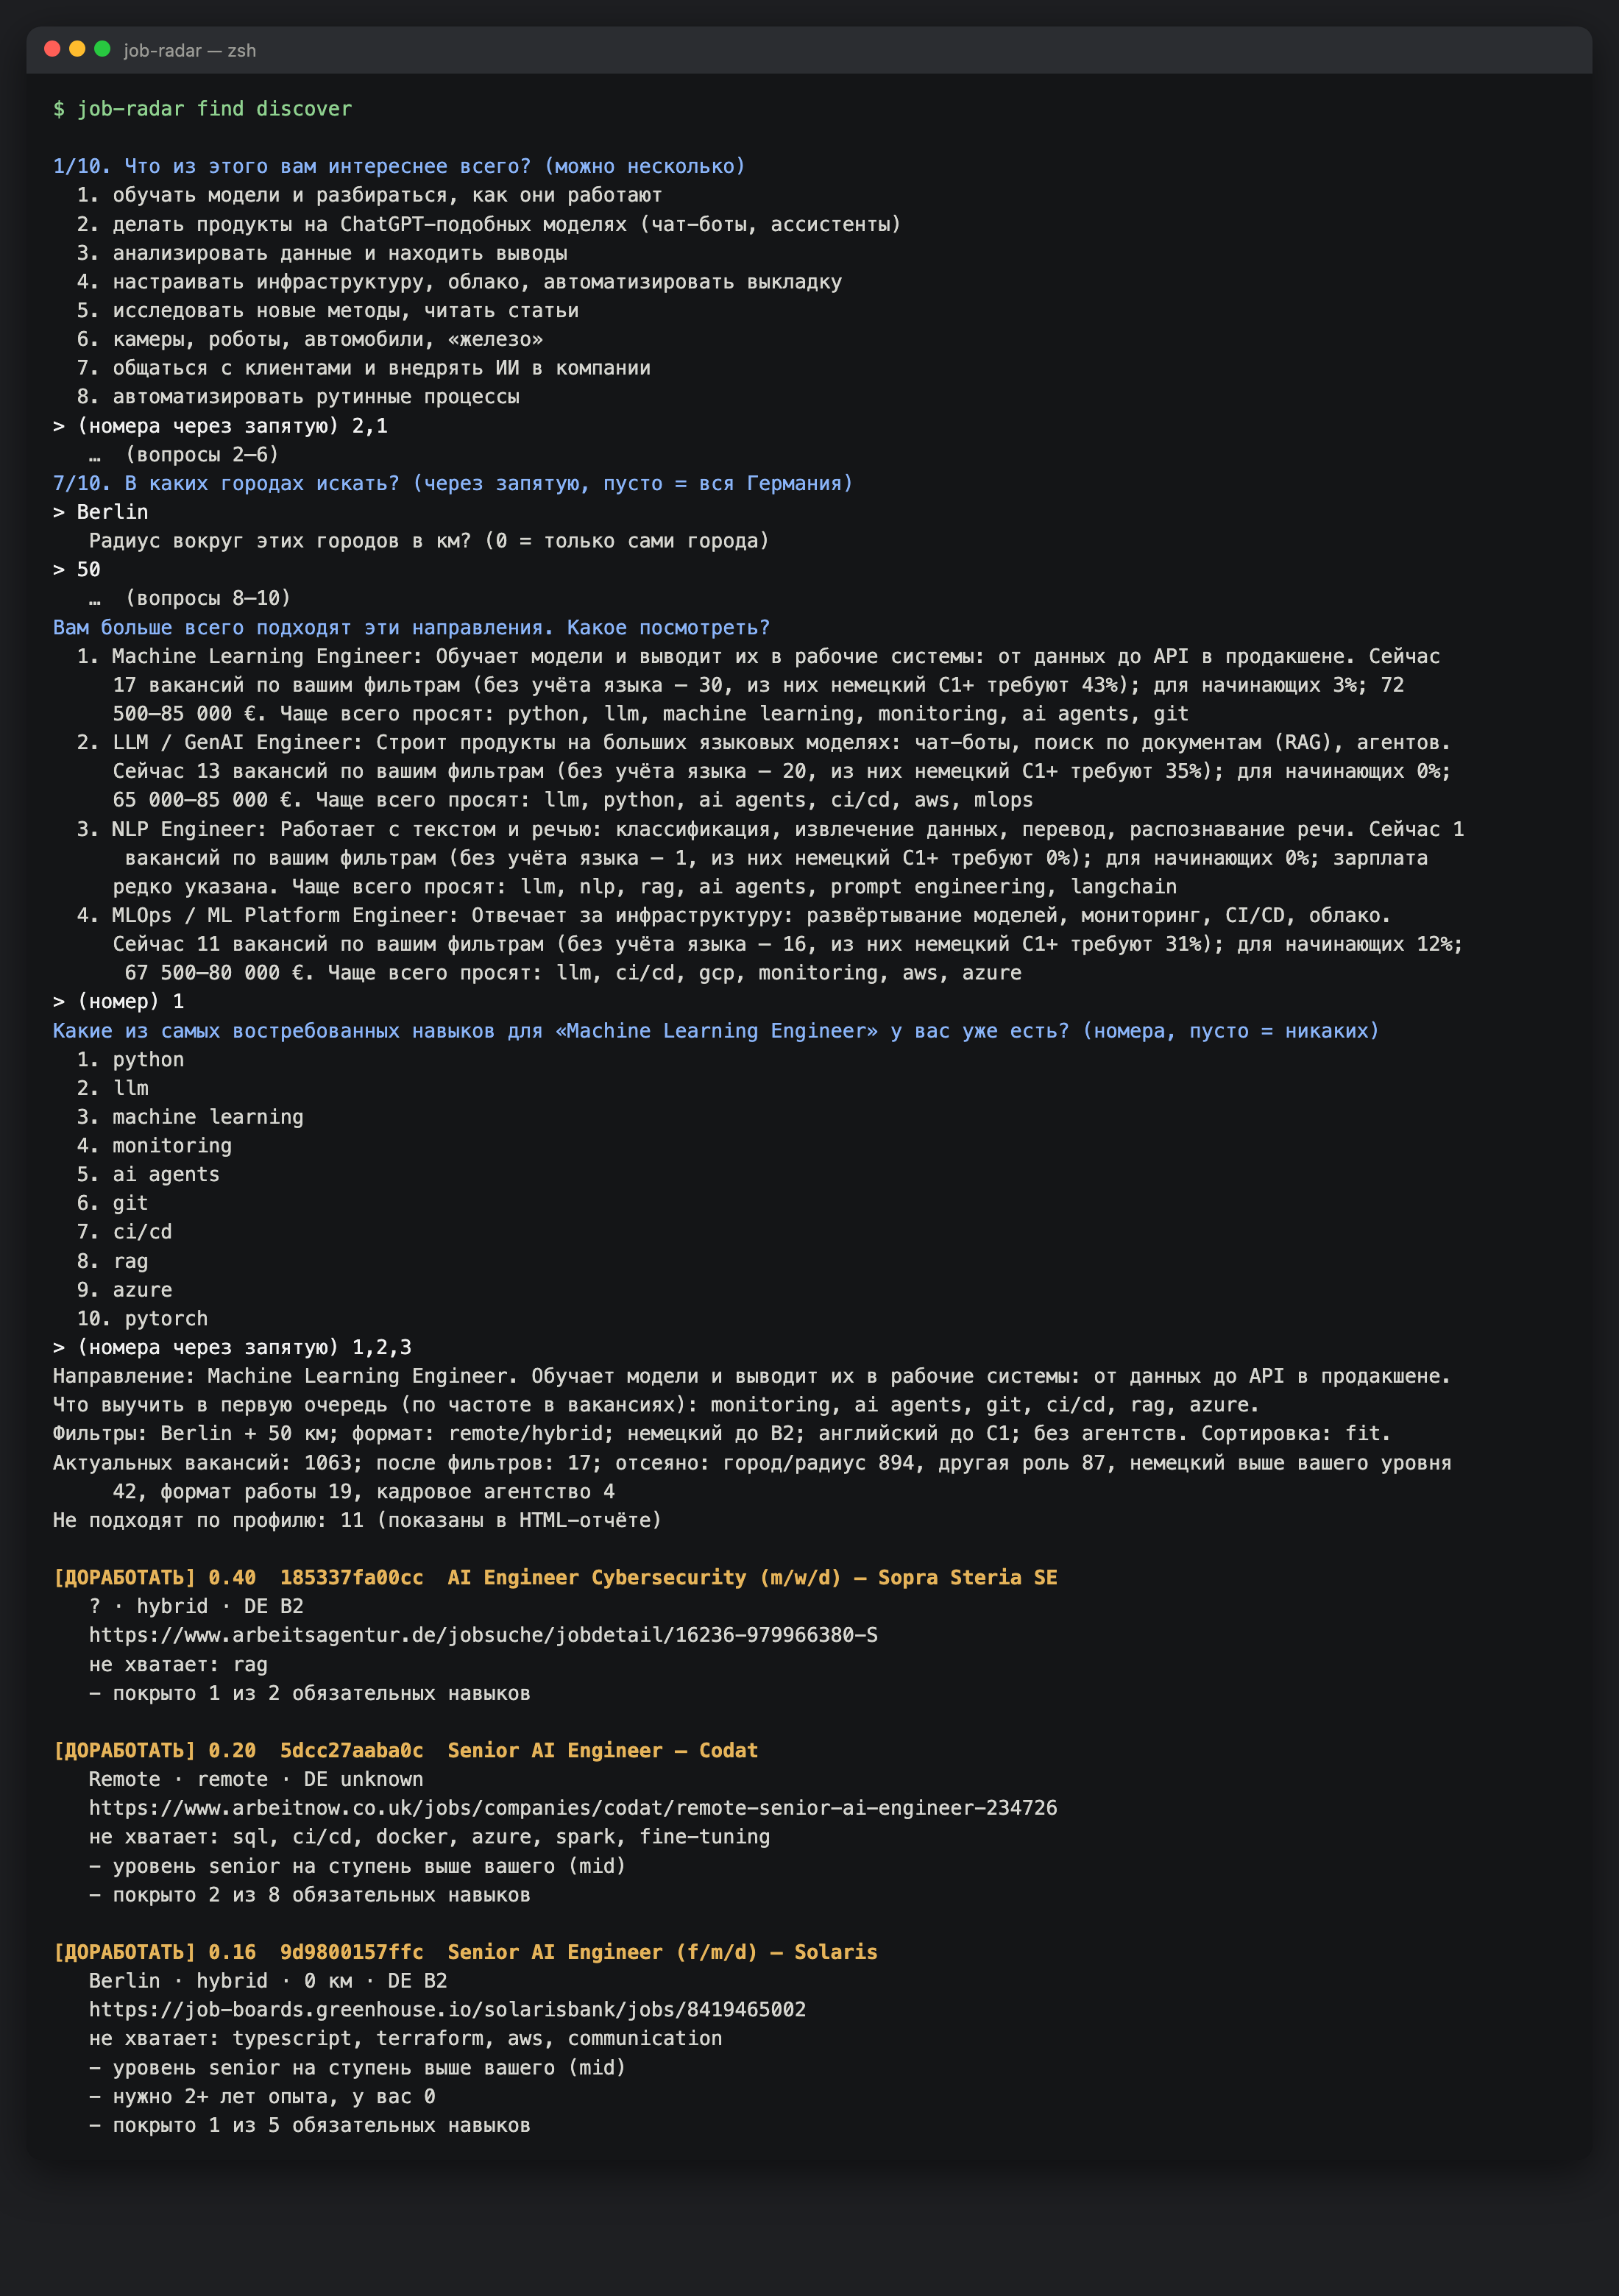 job-radar — zsh
$ job-radar find discover
1/10. Что из этого вам интереснее всего? (можно несколько)
1. обучать модели и разбираться, как они работают
2. делать продукты на ChatGPT-подобных моделях (чат-боты, ассистенты)
3. анализировать данные и находить выводы
4. настраивать инфраструктуру, облако, автоматизировать выкладку
5. исследовать новые методы, читать статьи
6. камеры, роботы, автомобили, «железо»
7. общаться с клиентами и внедрять ИИ в компании
8. автоматизировать рутинные процессы
> (номера через запятую) 2,1
… (вопросы 2–6)
7/10. В каких городах искать? (через запятую, пусто = вся Германия)
> Berlin
Радиус вокруг этих городов в км? (0 = только сами города)
> 50
… (вопросы 8–10)
Вам больше всего подходят эти направления. Какое посмотреть?
1. Machine Learning Engineer: Обучает модели и выводит их в рабочие системы: от данных до API в продакшене. Сейчас
17 вакансий по вашим фильтрам (без учёта языка — 30, из них немецкий C1+ требуют 43%); для начинающих 3%; 72
500–85 000 €. Чаще всего просят: python, llm, machine learning, monitoring, ai agents, git
2. LLM / GenAI Engineer: Строит продукты на больших языковых моделях: чат-боты, поиск по документам (RAG), агентов.
Сейчас 13 вакансий по вашим фильтрам (без учёта языка — 20, из них немецкий C1+ требуют 35%); для начинающих 0%;
65 000–85 000 €. Чаще всего просят: llm, python, ai agents, ci/cd, aws, mlops
3. NLP Engineer: Работает с текстом и речью: классификация, извлечение данных, перевод, распознавание речи. Сейчас 1
вакансий по вашим фильтрам (без учёта языка — 1, из них немецкий C1+ требуют 0%); для начинающих 0%; зарплата
редко указана. Чаще всего просят: llm, nlp, rag, ai agents, prompt engineering, langchain
4. MLOps / ML Platform Engineer: Отвечает за инфраструктуру: развёртывание моделей, мониторинг, CI/CD, облако.
Сейчас 11 вакансий по вашим фильтрам (без учёта языка — 16, из них немецкий C1+ требуют 31%); для начинающих 12%;
67 500–80 000 €. Чаще всего просят: llm, ci/cd, gcp, monitoring, aws, azure
> (номер) 1
Какие из самых востребованных навыков для «Machine Learning Engineer» у вас уже есть? (номера, пусто = никаких)
1. python
2. llm
3. machine learning
4. monitoring
5. ai agents
6. git
7. ci/cd
8. rag
9. azure
10. pytorch
> (номера через запятую) 1,2,3
Направление: Machine Learning Engineer. Обучает модели и выводит их в рабочие системы: от данных до API в продакшене.
Что выучить в первую очередь (по частоте в вакансиях): monitoring, ai agents, git, ci/cd, rag, azure.
Фильтры: Berlin + 50 км; формат: remote/hybrid; немецкий до B2; английский до C1; без агентств. Сортировка: fit.
Актуальных вакансий: 1063; после фильтров: 17; отсеяно: город/радиус 894, другая роль 87, немецкий выше вашего уровня
42, формат работы 19, кадровое агентство 4
Не подходят по профилю: 11 (показаны в HTML-отчёте)
[ДОРАБОТАТЬ] 0.40 185337fa00cc AI Engineer Cybersecurity (m/w/d) — Sopra Steria SE
? · hybrid · DE B2
https://www.arbeitsagentur.de/jobsuche/jobdetail/16236-979966380-S
не хватает: rag
− покрыто 1 из 2 обязательных навыков
[ДОРАБОТАТЬ] 0.20 5dcc27aaba0c Senior AI Engineer — Codat
Remote · remote · DE unknown
https://www.arbeitnow.co.uk/jobs/companies/codat/remote-senior-ai-engineer-234726
не хватает: sql, ci/cd, docker, azure, spark, fine-tuning
− уровень senior на ступень выше вашего (mid)
− покрыто 2 из 8 обязательных навыков
[ДОРАБОТАТЬ] 0.16 9d9800157ffc Senior AI Engineer (f/m/d) — Solaris
Berlin · hybrid · 0 км · DE B2
https://job-boards.greenhouse.io/solarisbank/jobs/8419465002
не хватает: typescript, terraform, aws, communication
− уровень senior на ступень выше вашего (mid)
− нужно 2+ лет опыта, у вас 0
− покрыто 1 из 5 обязательных навыков